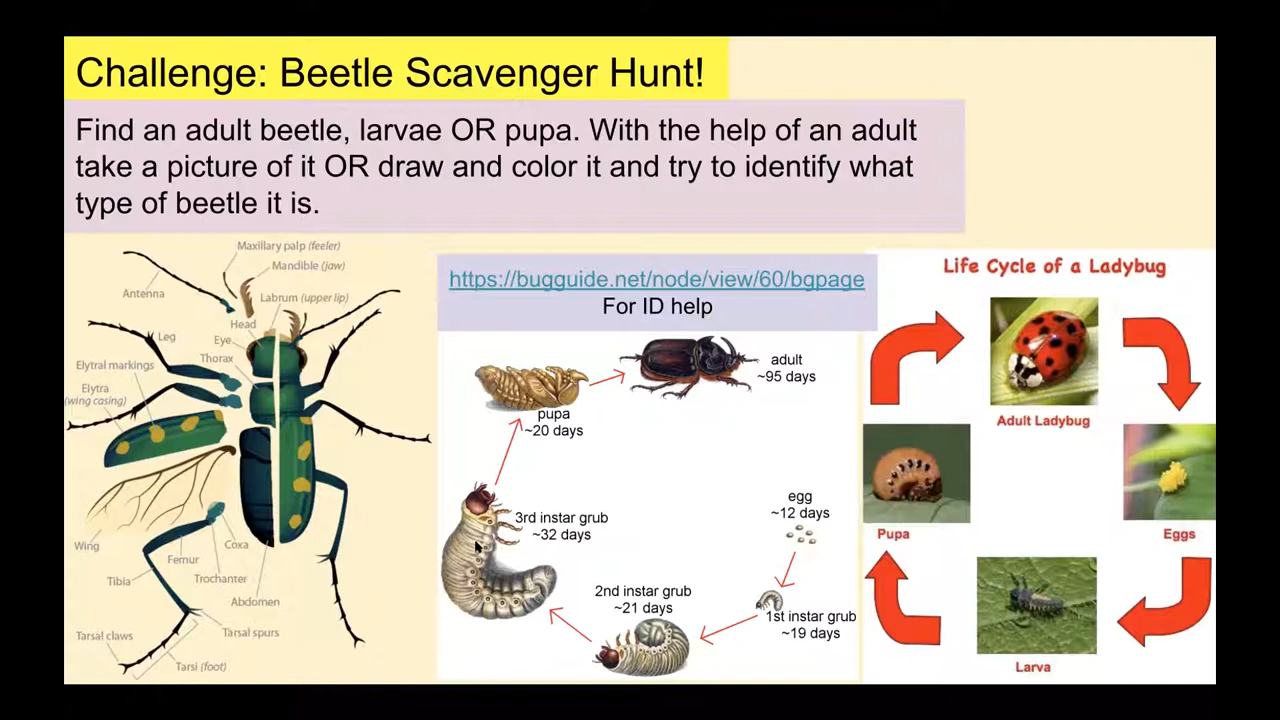 Challenge: Beetle Scavenger Hunt!
Find an adult beetle, larvae OR pupa. With the help of an adult
take a picture of it OR draw and color it and try to identify what
type of beetle it is.
Maxillary palp (feeler)
Mandible (jaw)
Antenna
Labrum (upper lip)
Head
Leg
Eye
Thorax
Elytral markings
Elytra
(wing casing)
Wing
Coxa
Femur
Tibia
Trochanter
Abdomen
Tarsal claws
Tarsal spurs
Tarsi (foot)
https://bugguide.net/node/view/60/bgpage
For ID help
adult
~95 days
pupa
~20 days
egg
~12 days
3rd instar grub
~32 days
2nd instar grub
~21 days
1st instar grub
~19 days
Life Cycle of a Ladybug
Adult Ladybug
Pupa
Eggs
Larva